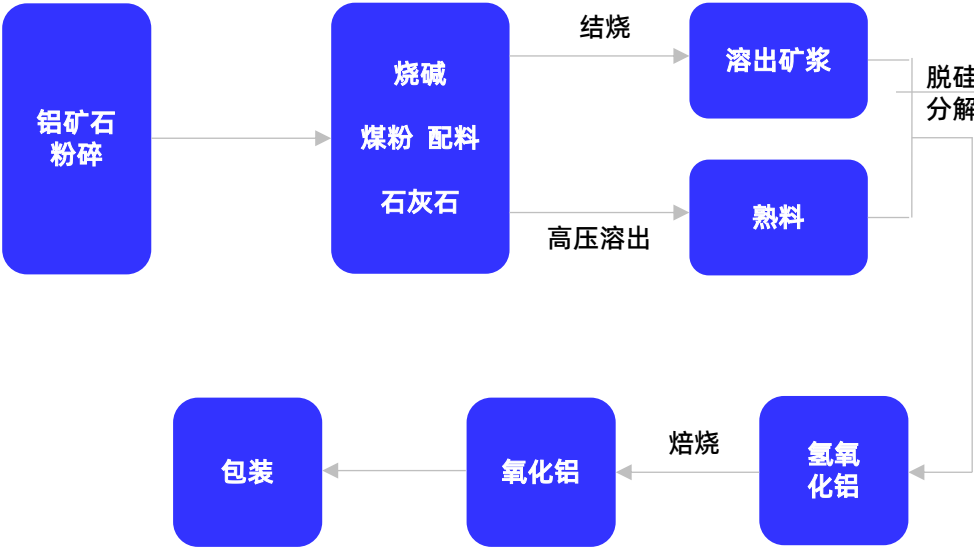 铝矿石
粉碎
烧碱
煤粉 配料
石灰石
结烧
高压溶出
溶出矿浆
熟料
脱硅
分解
氢氧
化铝
焙烧
氧化铝
包装